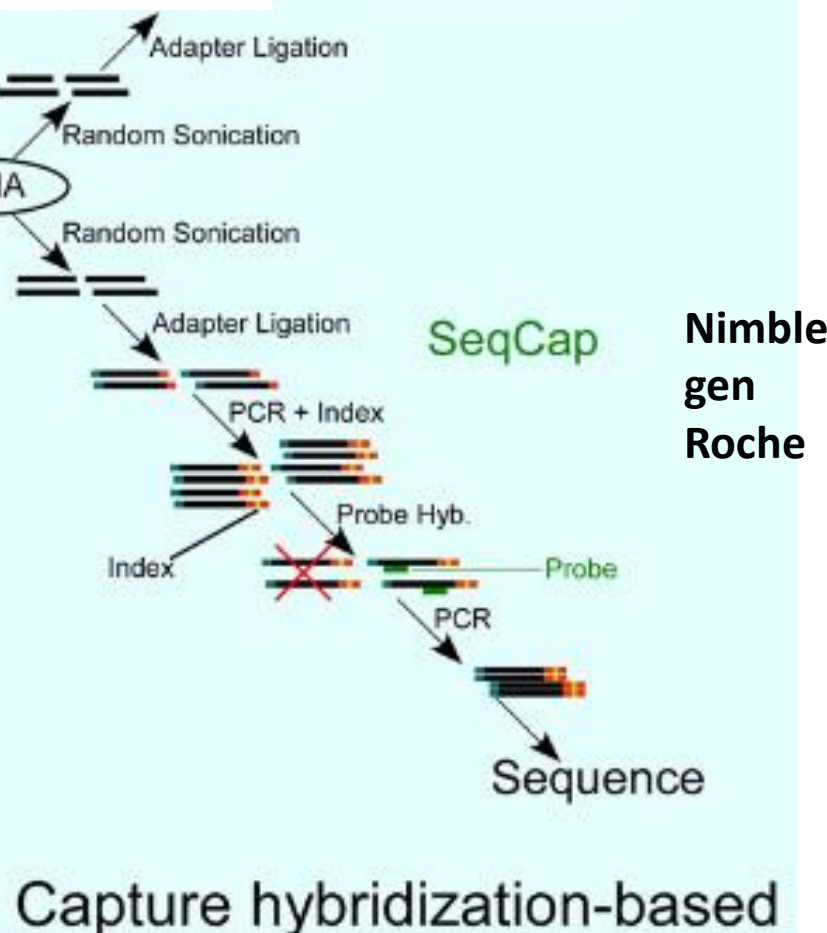 Adapter Ligation
Random Sonication
Random Sonication
Adapter Ligation
SeqCap
Nimble
gen
Roche
PCR + Index
Probe Hyb.
Index
Probe
PCR
Sequence
Capture hybridization-based